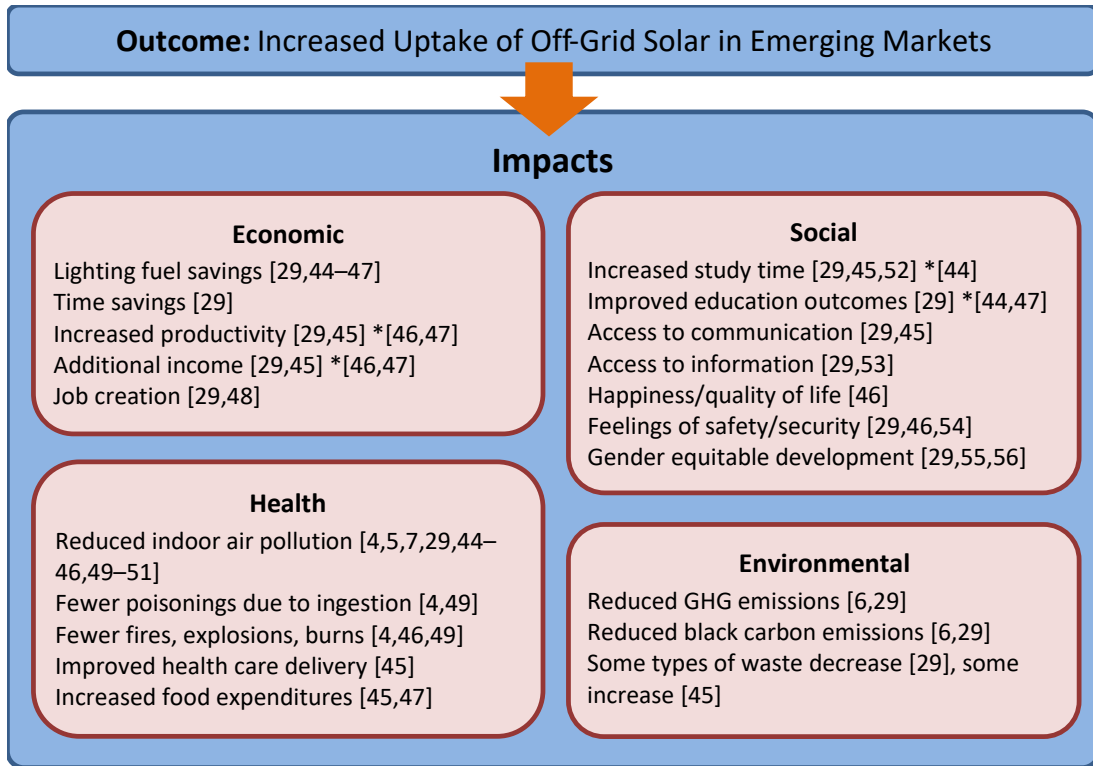 Outcome: Increased Uptake of Off-Grid Solar in Emerging Markets
Impacts
Economic
Lighting fuel savings [29,44–47]
Time savings [29]
Increased productivity [29,45] *[46,47]
Additional income [29,45] *[46,47]
Job creation [29,48]
Social
Increased study time [29,45,52] *[44]
Improved education outcomes [29] *[44,47]
Access to communication [29,45]
Access to information [29,53]
Happiness/quality of life [46]
Feelings of safety/security [29,46,54]
Gender equitable development [29,55,56]
Health
Reduced indoor air pollution [4,5,7,29,44–
46,49–51]
Fewer poisonings due to ingestion [4,49]
Fewer fires, explosions, burns [4,46,49]
Improved health care delivery [45]
Increased food expenditures [45,47]
Environmental
Reduced GHG emissions [6,29]
Reduced black carbon emissions [6,29]
Some types of waste decrease [29], some
increase [45]